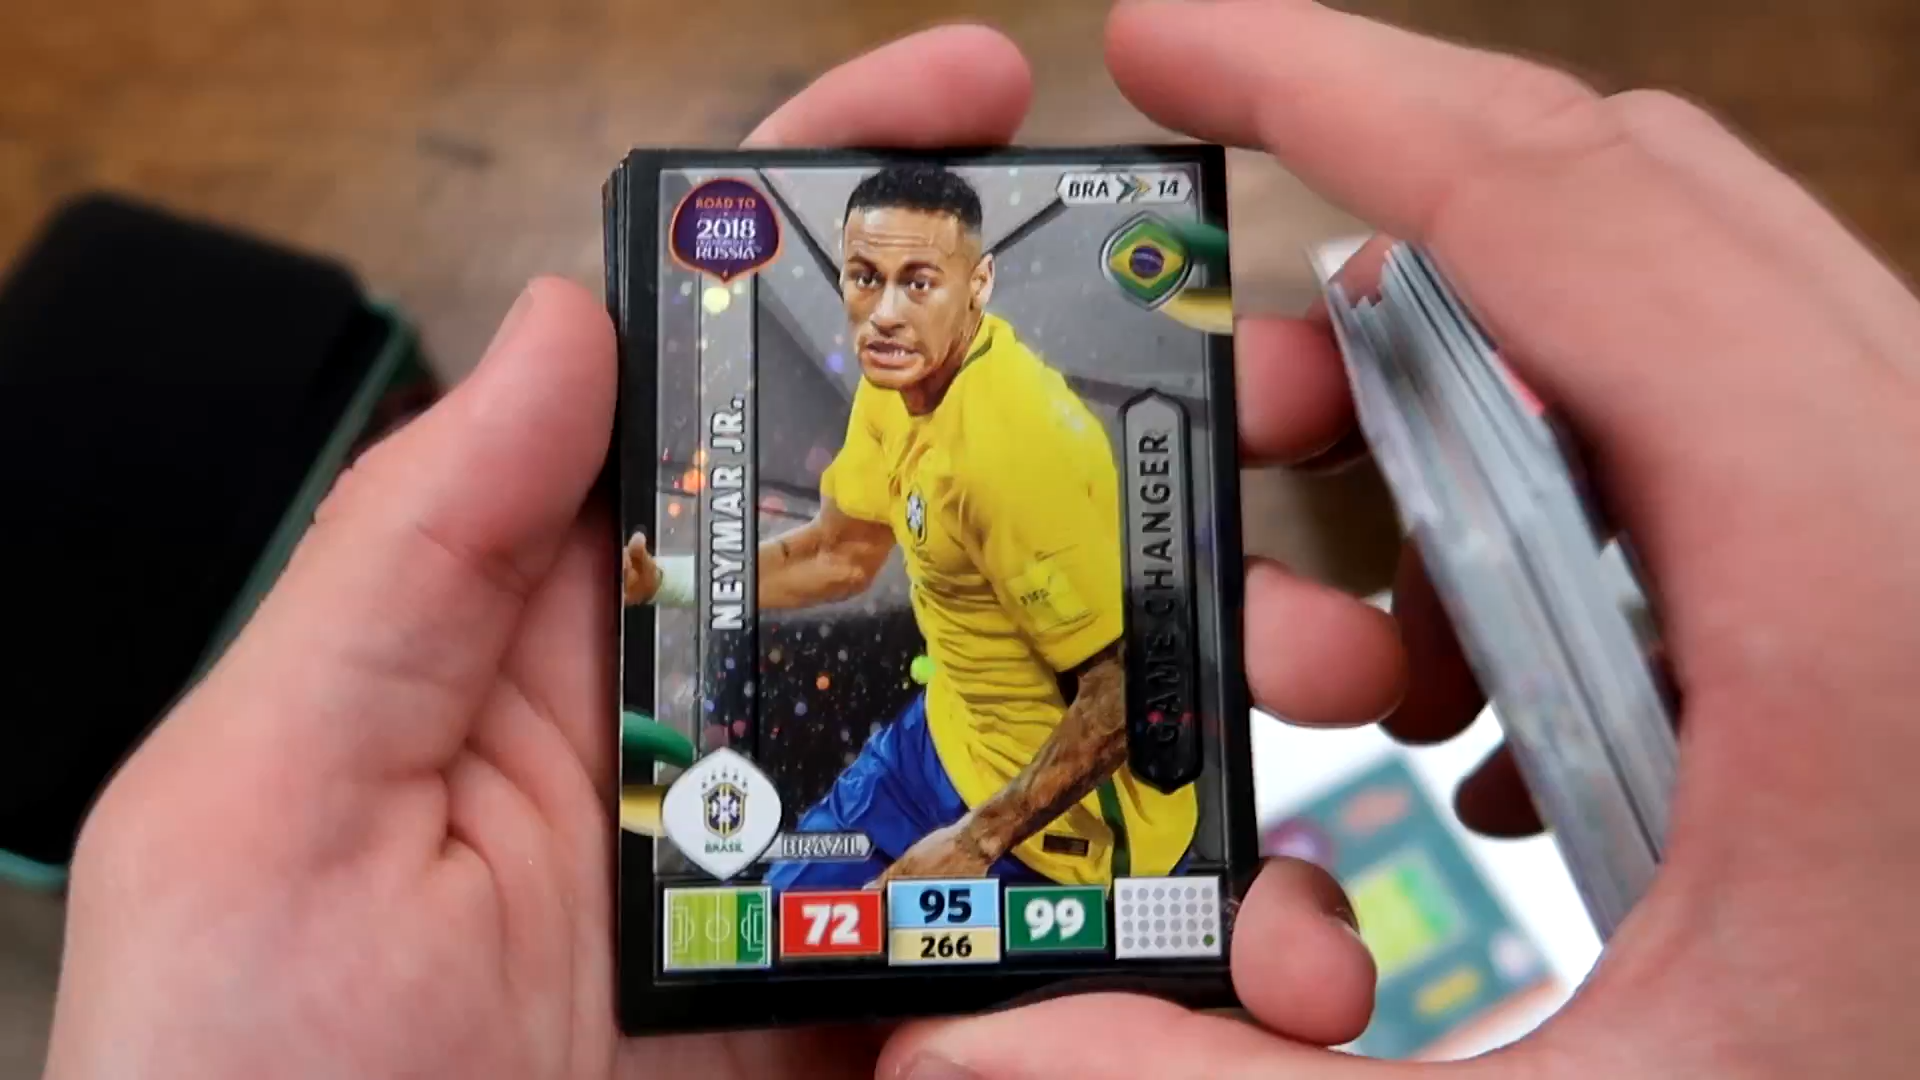 ROAD TO
2018
RUSSIA
BRA 14
NEYMAR JR.
GAME CHANGER
BRASIL
BRAZIL
72
95
266
99